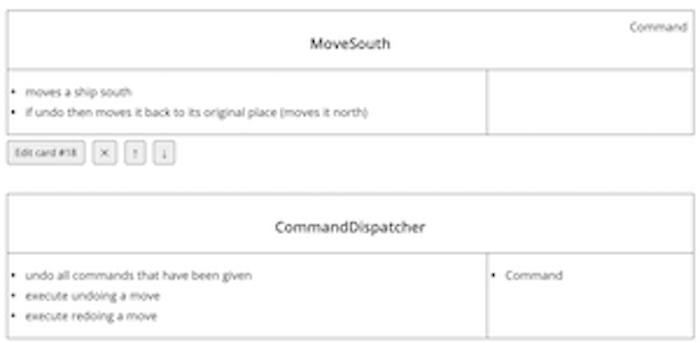 Command
MoveSouth
• moves a ship south
• if undo then moves it back to its original place (moves it north)
Edit card #18 × ↑ ↓
CommandDispatcher
• undo all commands that have been given
• execute undoing a move
• execute redoing a move
• Command